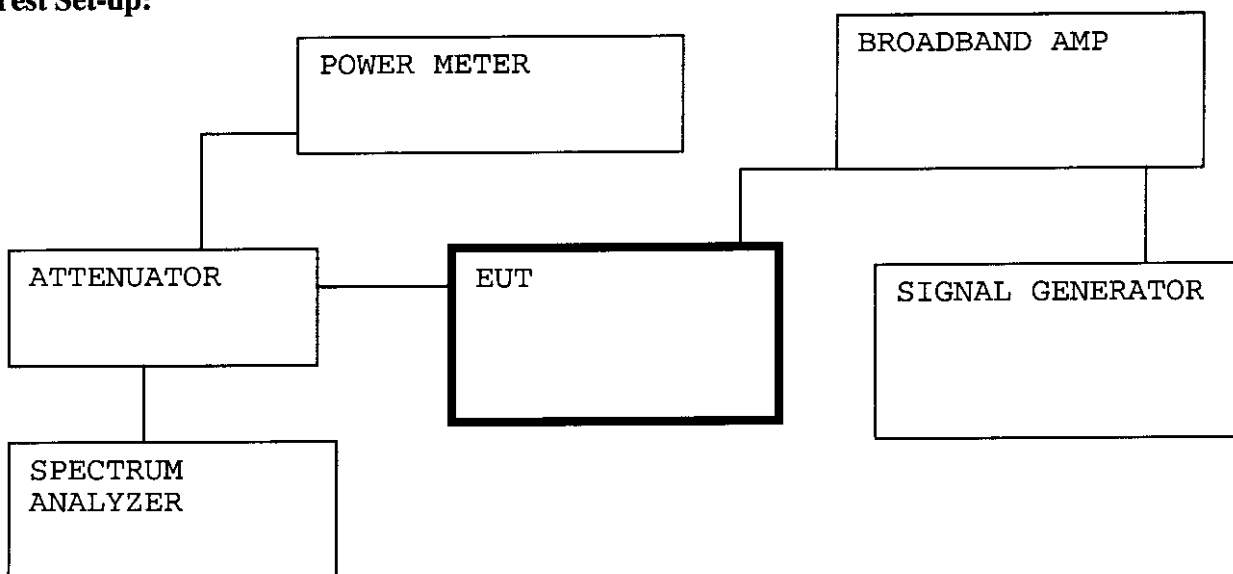 Test Set-up:
POWER METER
BROADBAND AMP
ATTENUATOR
EUT
SIGNAL GENERATOR
SPECTRUM
ANALYZER